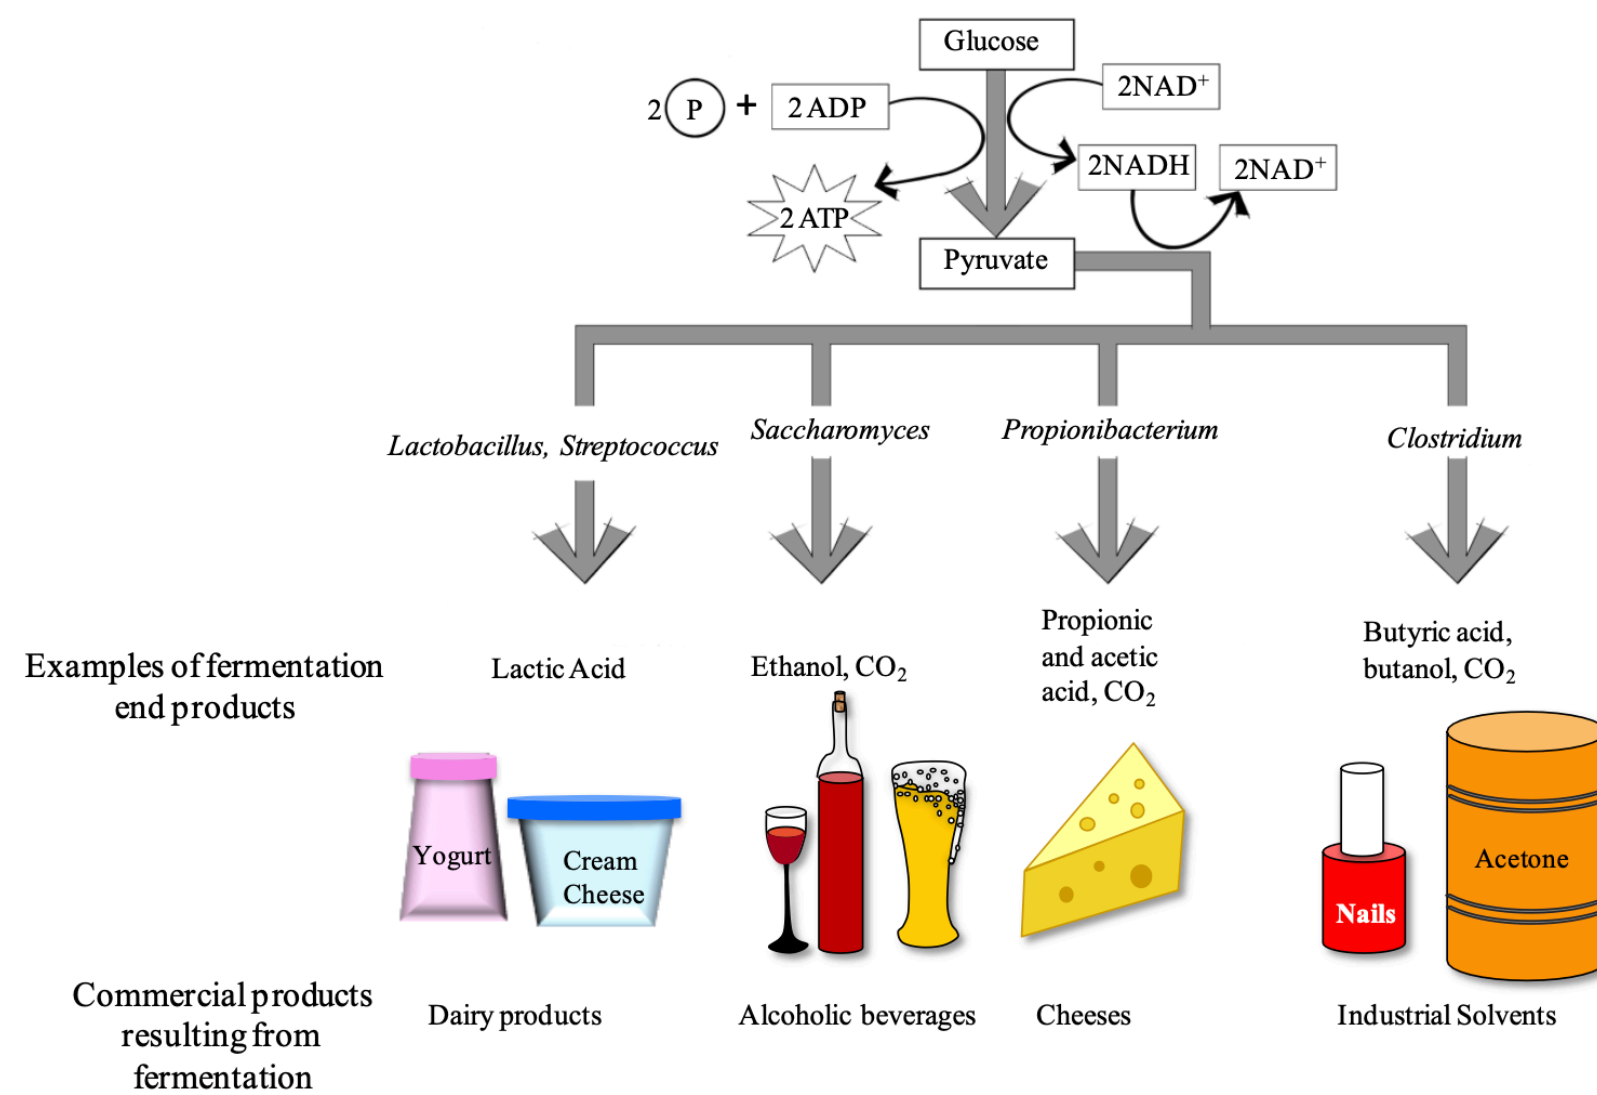 Glucose
2 P + 2 ADP
2NAD⁺
2NADH
2NAD⁺
2 ATP
Pyruvate
Lactobacillus, Streptococcus
Saccharomyces
Propionibacterium
Clostridium
Examples of fermentation
end products
Lactic Acid
Ethanol, CO₂
Propionic
and acetic
acid, CO₂
Butyric acid,
butanol, CO₂
Yogurt
Cream
Cheese
Nails
Acetone
Commercial products
resulting from
fermentation
Dairy products
Alcoholic beverages
Cheeses
Industrial Solvents